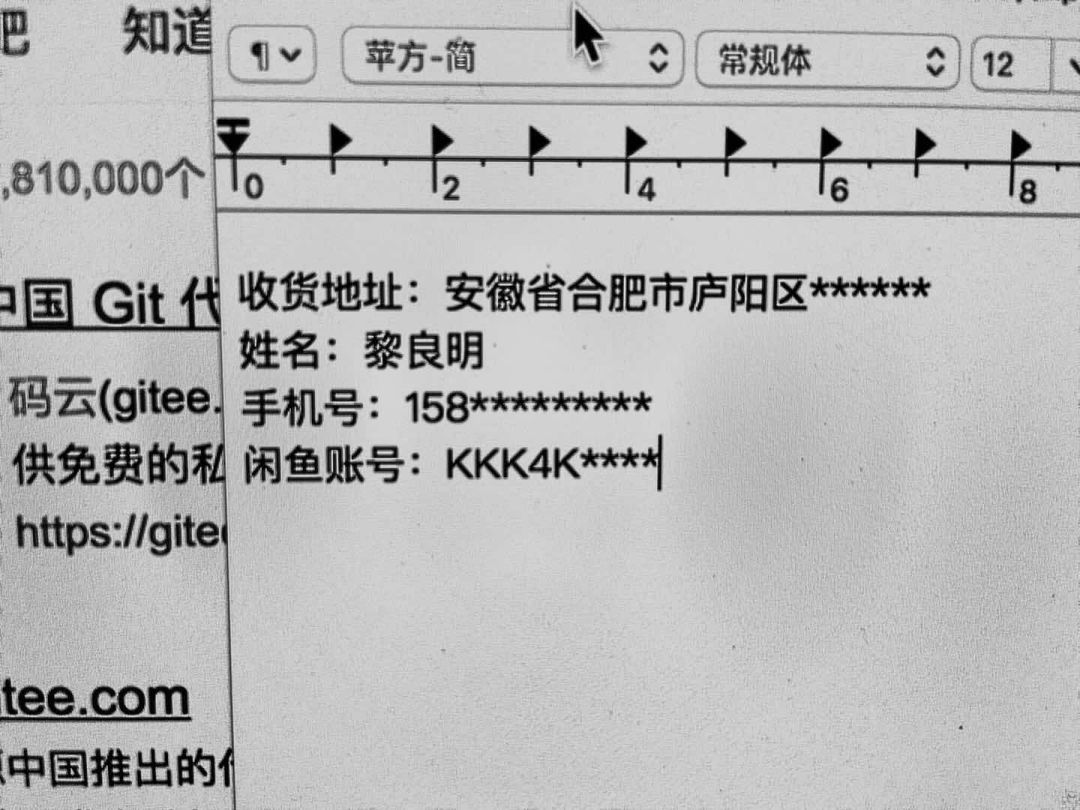 吧 知道
,810,000个
中国 Git 代
码云(gitee.
供免费的私
https://gitee
itee.com
中国推出的
苹方-简 常规体 12
0 2 4 6 8
收货地址：安徽省合肥市庐阳区******
姓名：黎良明
手机号：158*********
闲鱼账号：KKK4K****